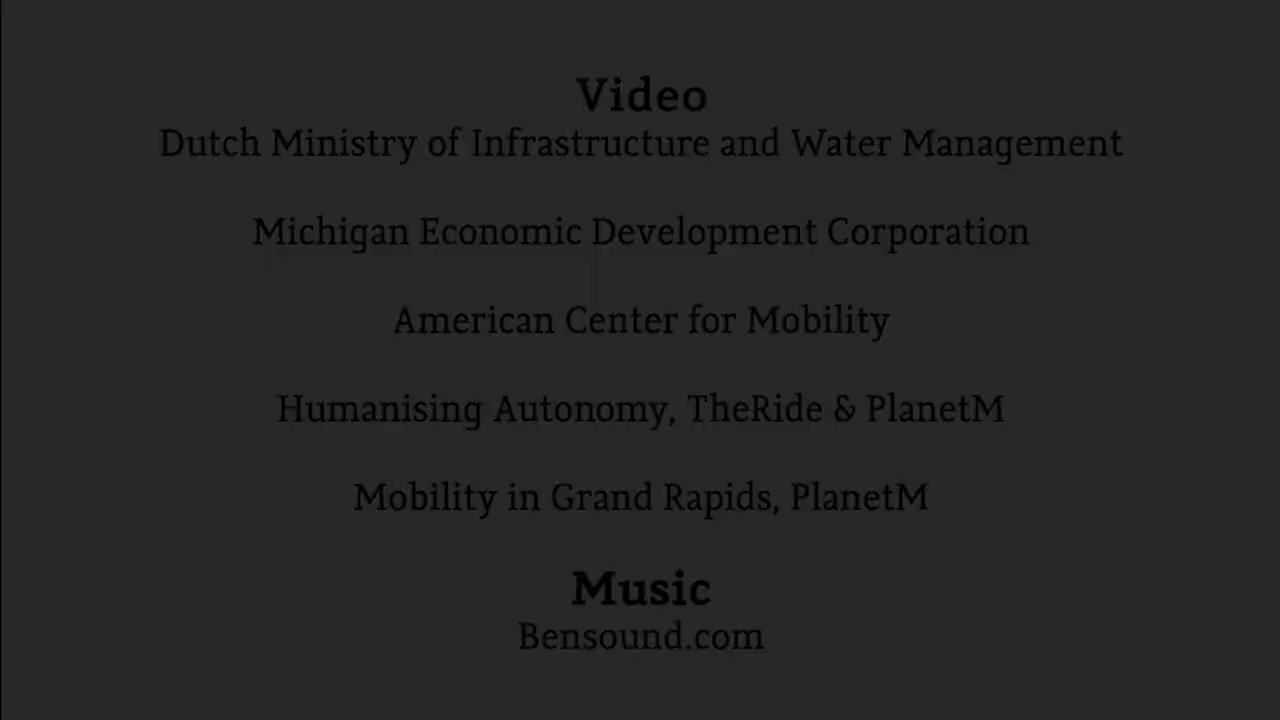 Video
Dutch Ministry of Infrastructure and Water Management
Michigan Economic Development Corporation
American Center for Mobility
Humanising Autonomy, TheRide & PlanetM
Mobility in Grand Rapids, PlanetM
Music
Bensound.com